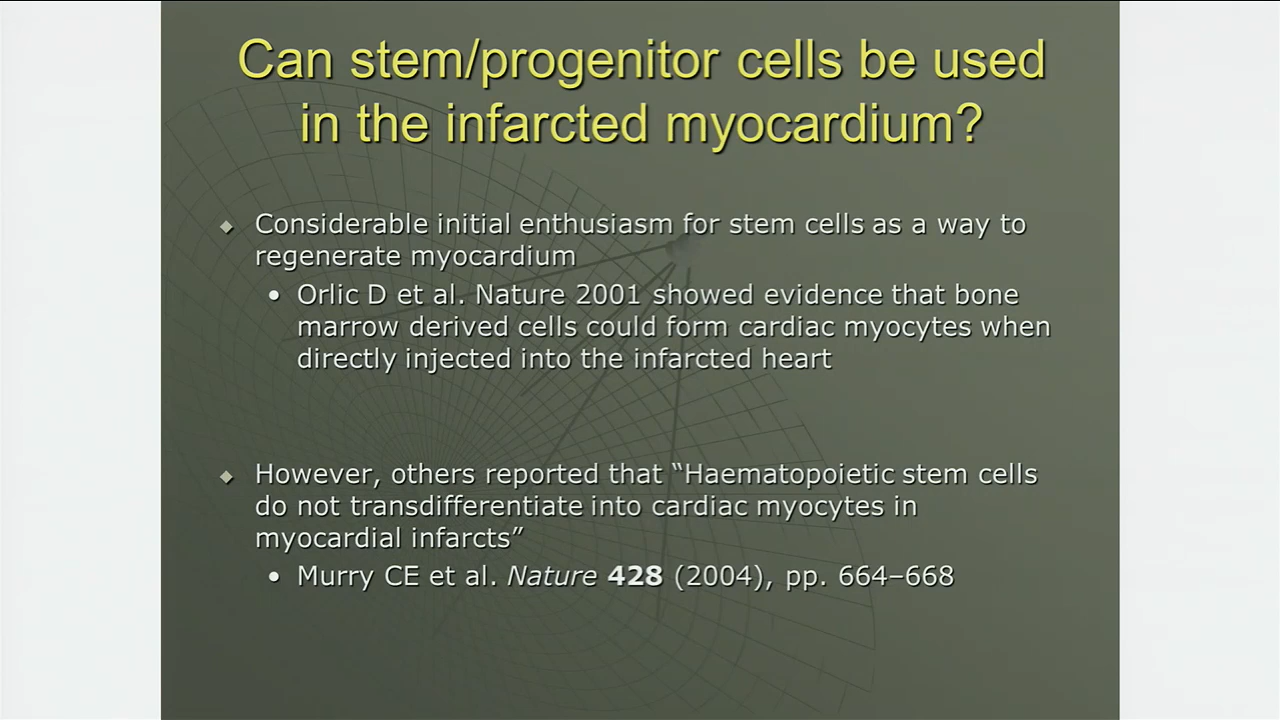 Can stem/progenitor cells be used
in the infarcted myocardium?
Considerable initial enthusiasm for stem cells as a way to
regenerate myocardium
Orlic D et al. Nature 2001 showed evidence that bone
marrow derived cells could form cardiac myocytes when
directly injected into the infarcted heart
However, others reported that “Haematopoietic stem cells
do not transdifferentiate into cardiac myocytes in
myocardial infarcts”
Murry CE et al. Nature 428 (2004), pp. 664–668